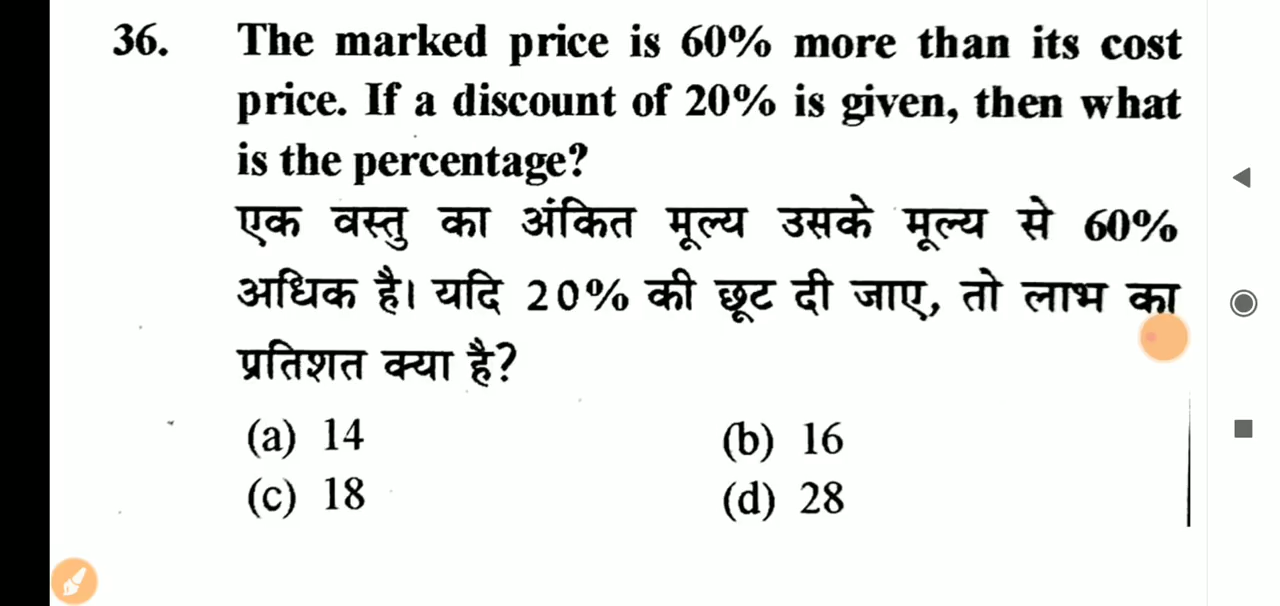 36. The marked price is 60% more than its cost
price. If a discount of 20% is given, then what
is the percentage?
एक वस्तु का अंकित मूल्य उसके मूल्य से 60%
अधिक है। यदि 20% की छूट दी जाए, तो लाभ का
प्रतिशत क्या है?
(a) 14 (b) 16
(c) 18 (d) 28